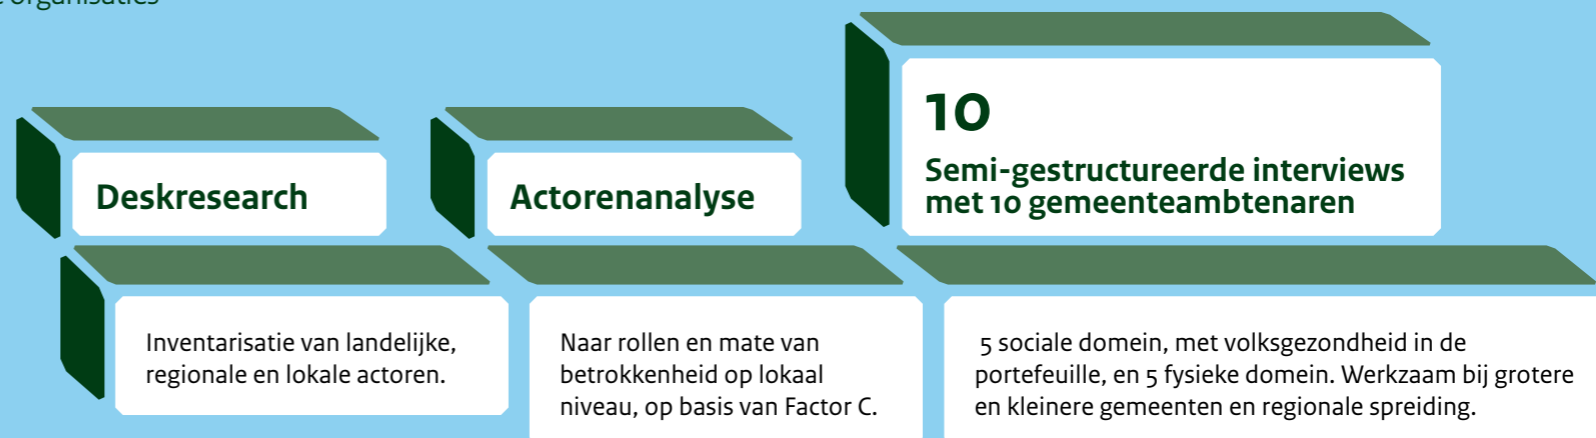 organisaties
Deskresearch
Inventarisatie van landelijke,
regionale en lokale actoren.
Actorenanalyse
Naar rollen en mate van
betrokkenheid op lokaal
niveau, op basis van Factor C.
10
Semi-gestructureerde interviews
met 10 gemeenteambtenaren
5 sociale domein, met volksgezondheid in de
portefeuille, en 5 fysieke domein. Werkzaam bij grotere
en kleinere gemeenten en regionale spreiding.